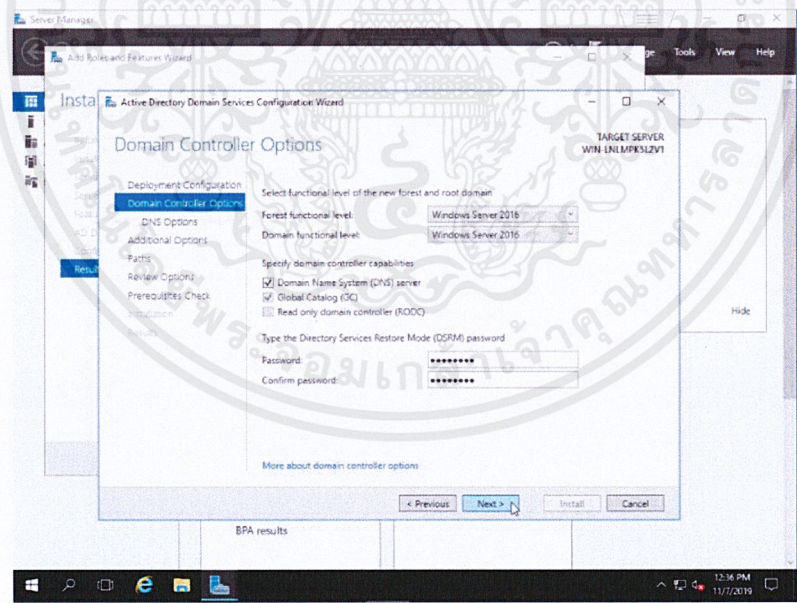 Server Manager
Tools View Help
Add Roles and Features Wizard
Active Directory Domain Services Configuration Wizard
Domain Controller Options
TARGET SERVER
Deployment Configuration
Domain Controller Options
DNS Options
Additional Options
Paths
Review Options
Prerequisites Check
Installation
Results
Select functional level of the new forest and root domain
Forest functional level: Windows Server 2016
Domain functional level: Windows Server 2016
Specify domain controller capabilities
Domain Name System (DNS) server
Global Catalog (GC)
Read only domain controller (RODC)
Type the Directory Services Restore Mode (DSRM) password
Password: ••••••••
Confirm password: ••••••••
More about domain controller options
< Previous Next > Install Cancel
Hide
BPA results
12:36 PM
11/7/2019